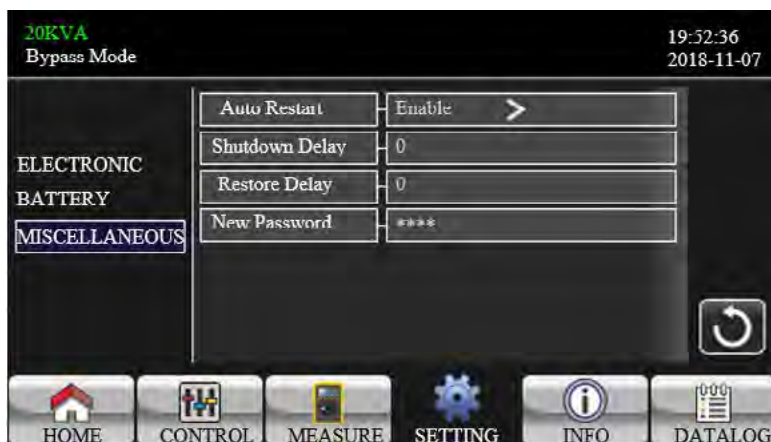 20KVA
Bypass Mode
19:52:36
2018-11-07
ELECTRONIC
BATTERY
MISCELLANEOUS
Auto Restart
Enable >
Shutdown Delay
0
Restore Delay
0
New Password
****
HOME
CONTROL
MEASURE
SETTING
INFO
DATALOG